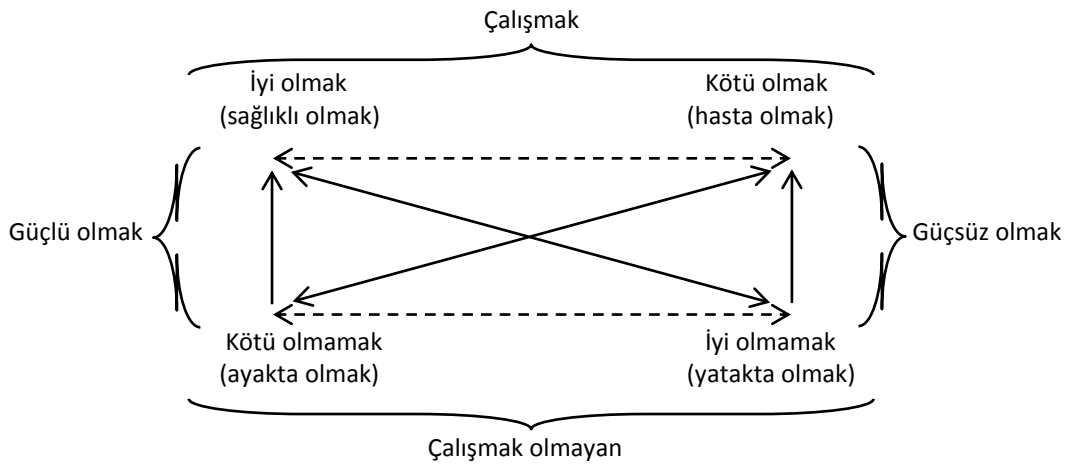 Çalışmak
İyi olmak
(sağlıklı olmak)
Kötü olmak
(hasta olmak)
Güçlü olmak
Güçsüz olmak
Kötü olmamak
(ayakta olmak)
İyi olmamak
(yatakta olmak)
Çalışmak olmayan